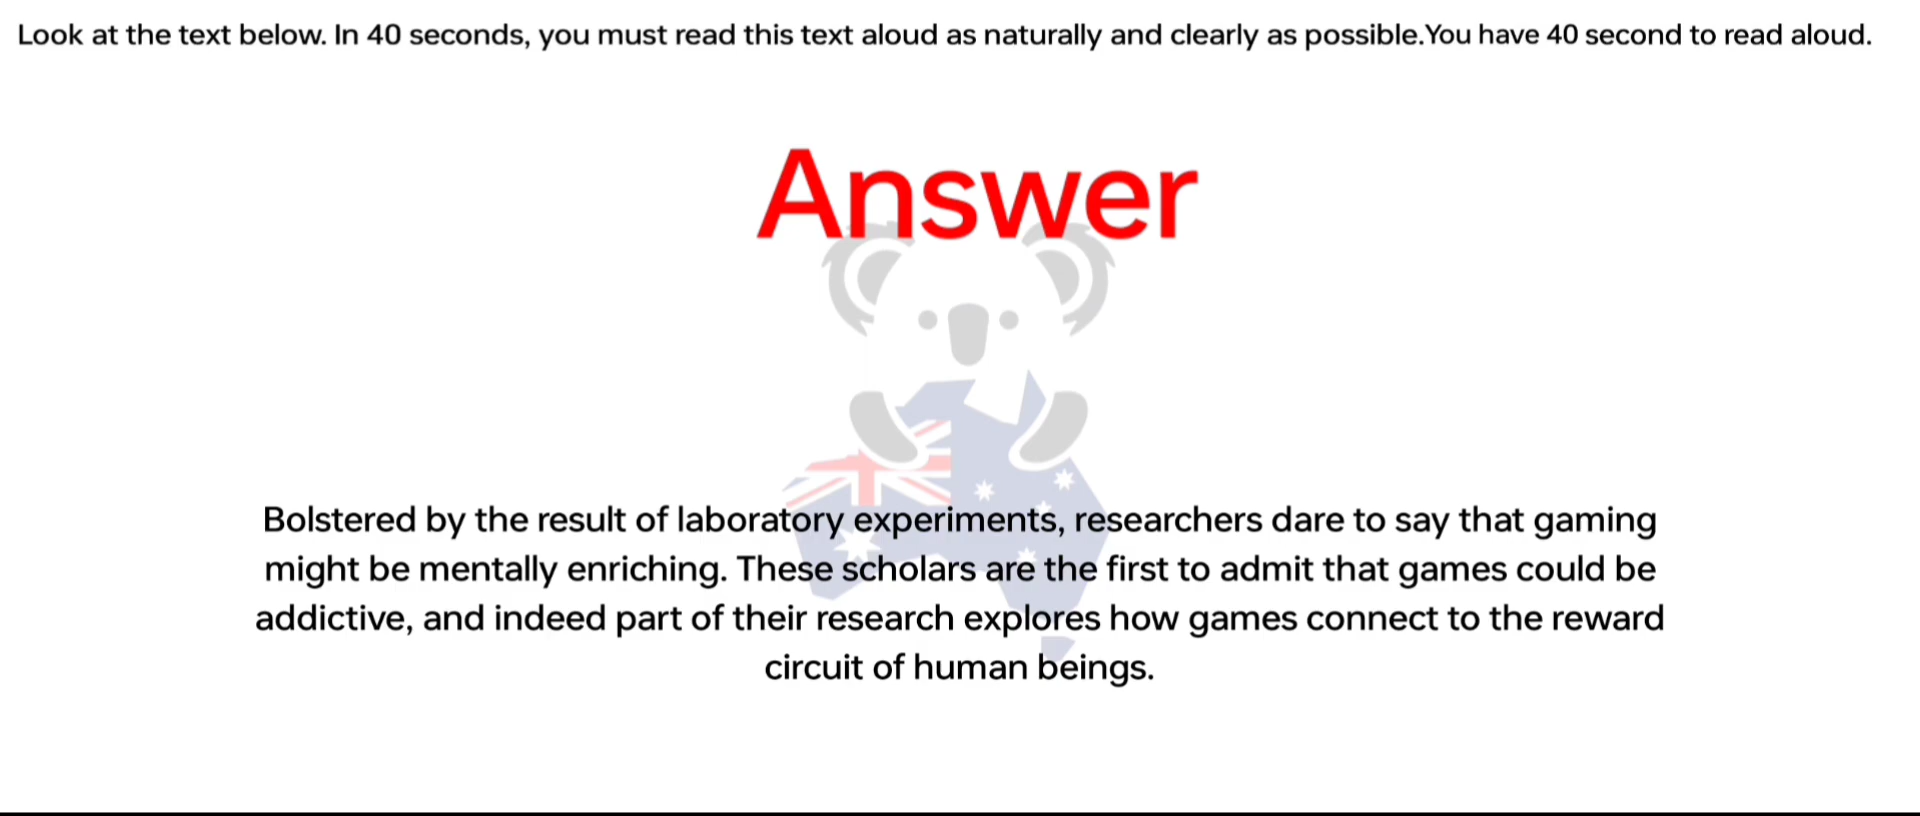 Look at the text below. In 40 seconds, you must read this text aloud as naturally and clearly as possible.You have 40 second to read aloud.
Answer
Bolstered by the result of laboratory experiments, researchers dare to say that gaming
might be mentally enriching. These scholars are the first to admit that games could be
addictive, and indeed part of their research explores how games connect to the reward
circuit of human beings.